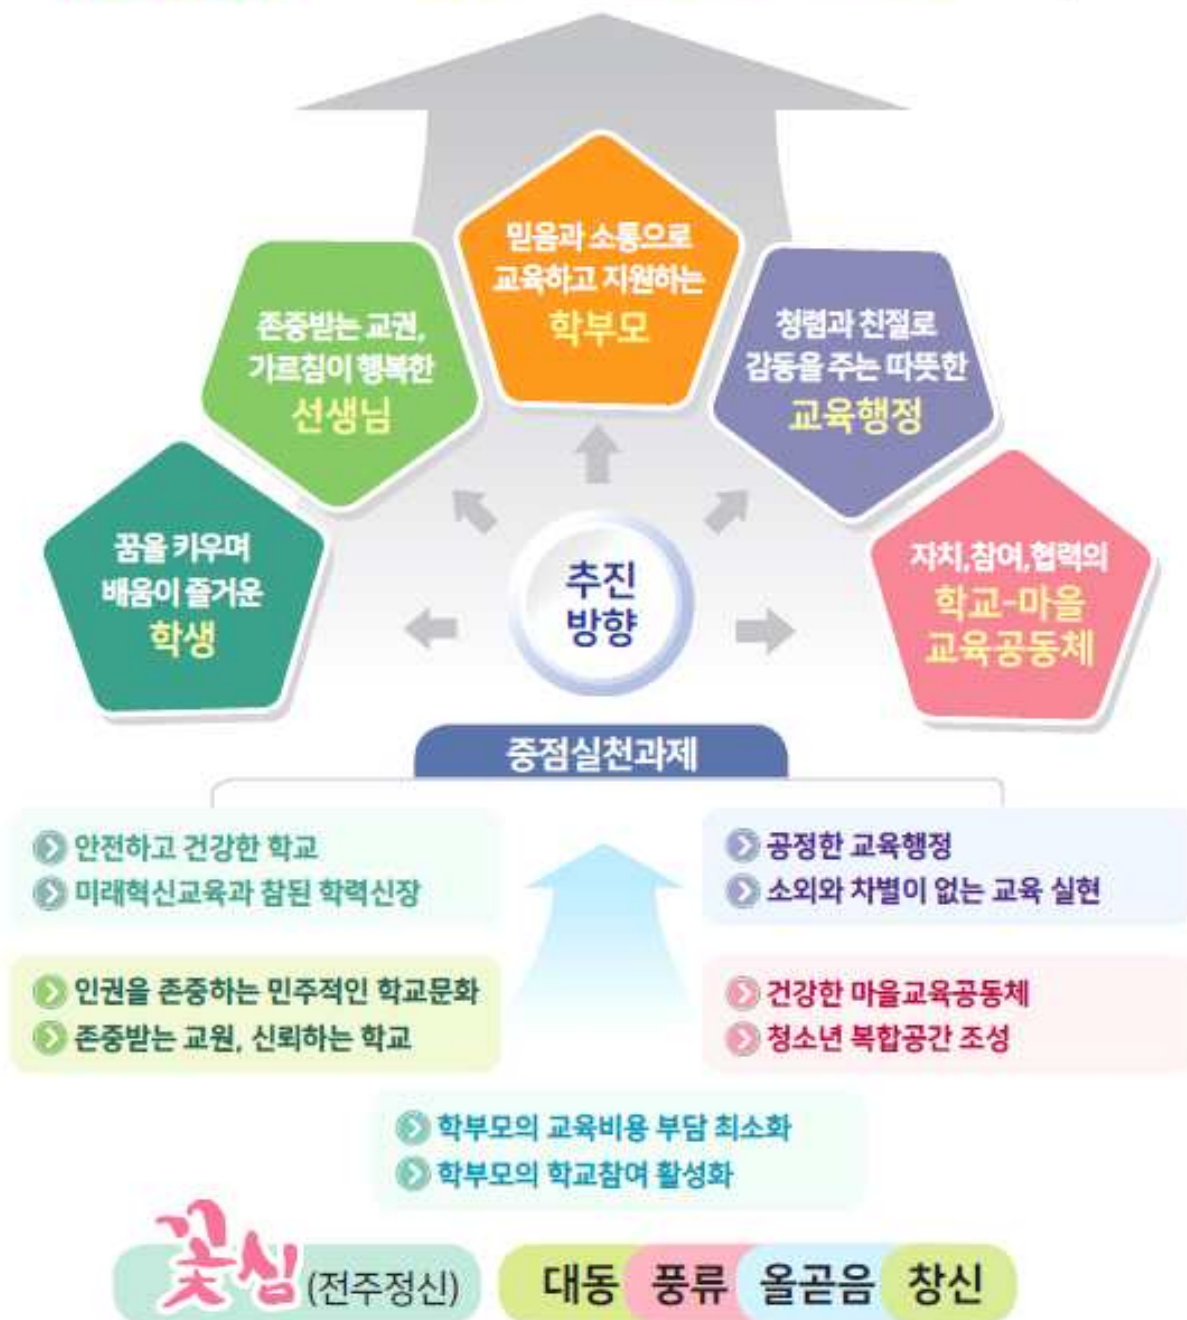 믿음과 소통으로
교육하고 지원하는
학부모
존중받는 교권,
가르침이 행복한
선생님
청렴과 친절로
감동을 주는 따뜻한
교육행정
꿈을 키우며
배움이 즐거운
학생
추진
방향
자치,참여,협력의
학교-마을
교육공동체
중점실천과제
안전하고 건강한 학교
미래혁신교육과 참된 학력신장
공정한 교육행정
소외와 차별이 없는 교육 실현
인권을 존중하는 민주적인 학교문화
존중받는 교원, 신뢰하는 학교
건강한 마을교육공동체
청소년 복합공간 조성
학부모의 교육비용 부담 최소화
학부모의 학교참여 활성화
꽃심 (전주정신)
대동 풍류 올곧음 창신